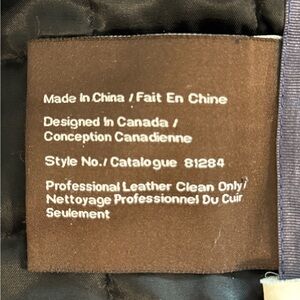 Made In China / Fait En Chine
Designed In Canada /
Conception Canadienne
Style No./ Catalogue 81284
Professional Leather Clean Only/
Nettoyage Professionnel Du Cuir
Seulement